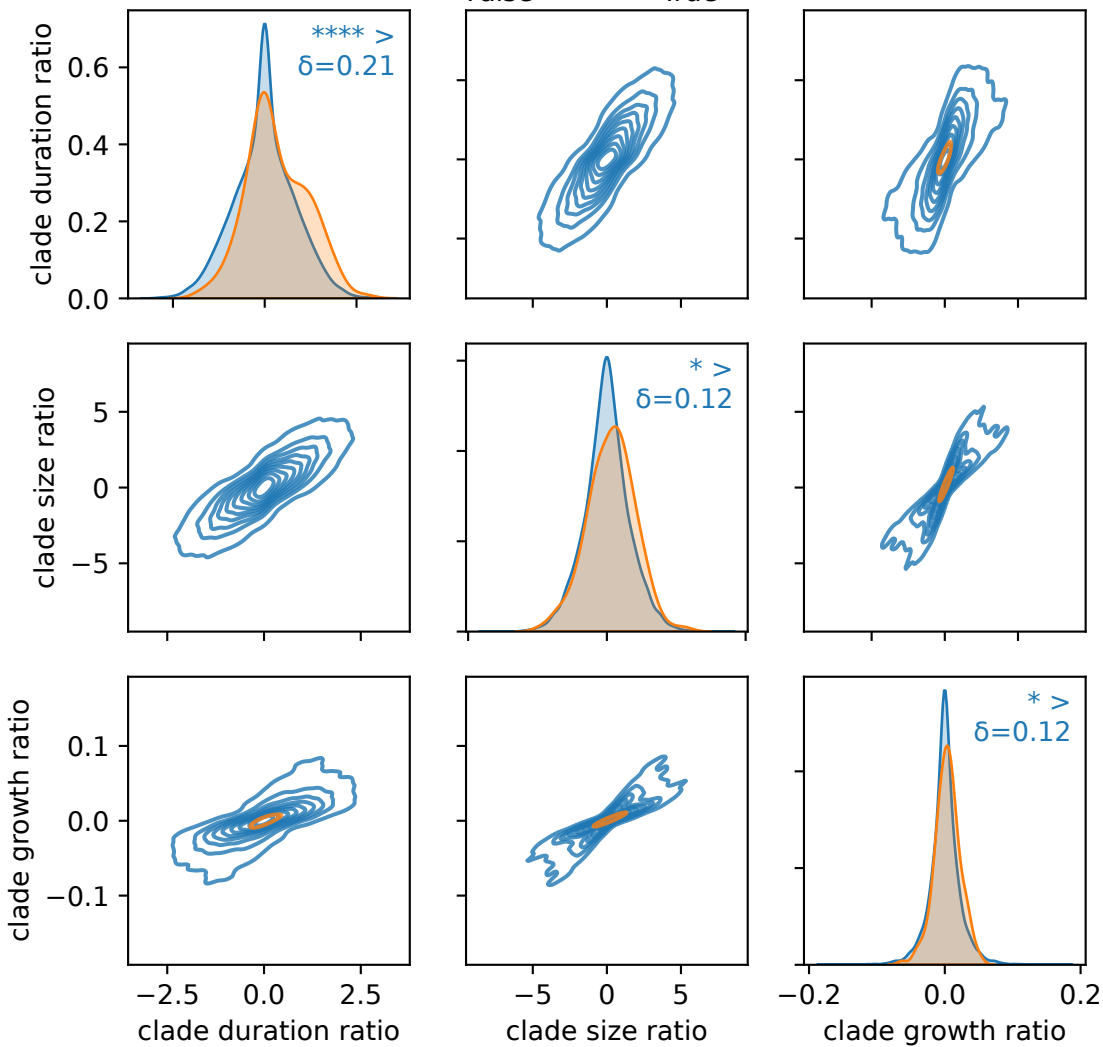 clade duration ratio
0.6
0.4
0.2
0.0
**** >
δ=0.21
clade size ratio
5
0
−5
* >
δ=0.12
clade growth ratio
0.1
0.0
−0.1
* >
δ=0.12
−2.5 0.0 2.5
−5 0 5
−0.2 0.0 0.2
clade duration ratio
clade size ratio
clade growth ratio